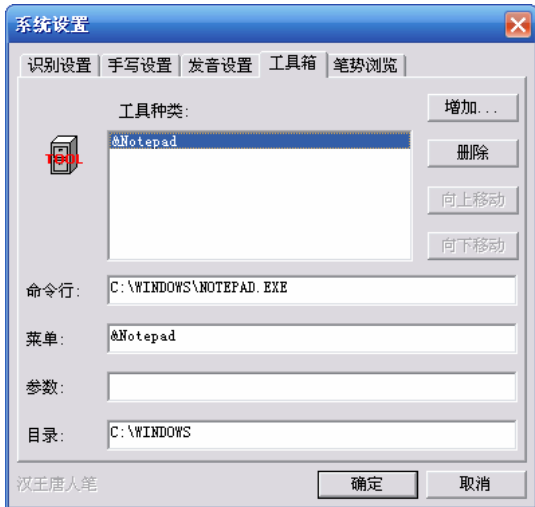 系统设置
识别设置 手写设置 发音设置 工具箱 笔势浏览
工具种类:
增加...
TOOL
&Notepad
删除
向上移动
向下移动
命令行: C:\WINDOWS\NOTEPAD.EXE
菜单: &Notepad
参数:
目录: C:\WINDOWS
汉王唐人笔 确定 取消